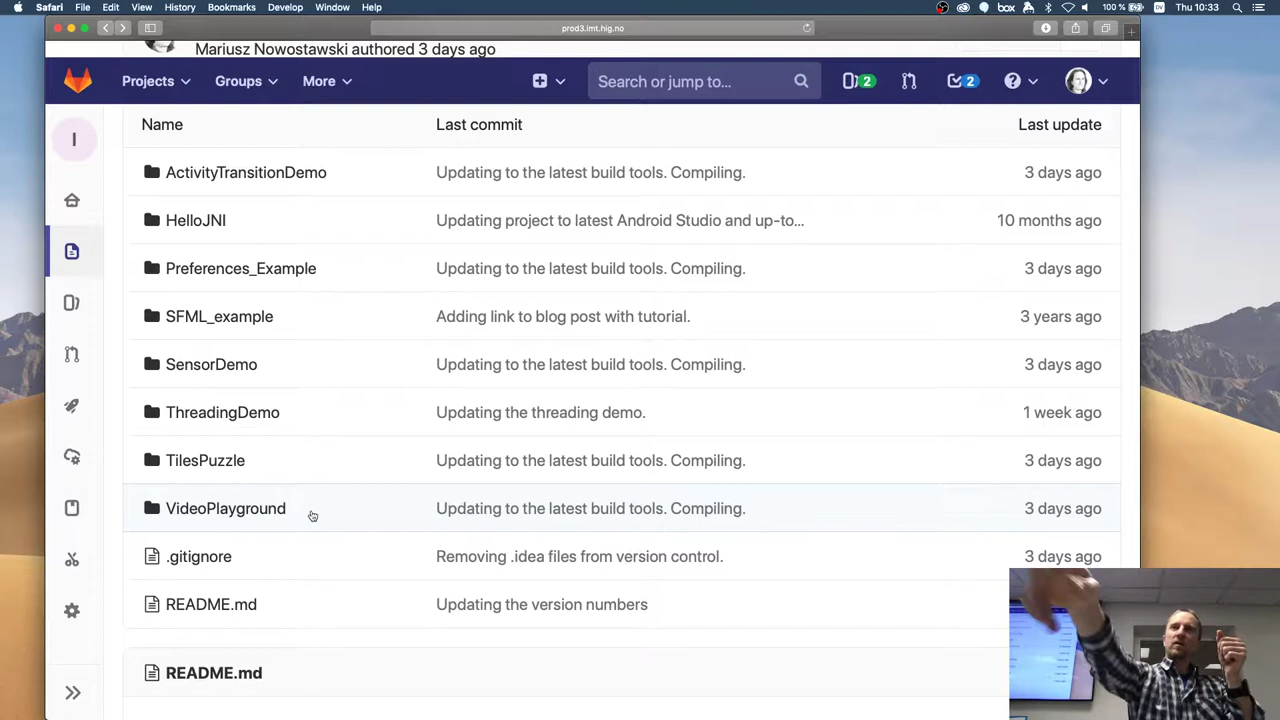 Safari File Edit View History Bookmarks Develop Window Help box 100 % DV Thu 10:33
prod3.imt.hig.no
Mariusz Nowostawski authored 3 days ago
Projects Groups More Search or jump to... 2 2
Name Last commit Last update
I
ActivityTransitionDemo Updating to the latest build tools. Compiling. 3 days ago
HelloJNI Updating project to latest Android Studio and up-to... 10 months ago
Preferences_Example Updating to the latest build tools. Compiling. 3 days ago
SFML_example Adding link to blog post with tutorial. 3 years ago
SensorDemo Updating to the latest build tools. Compiling. 3 days ago
ThreadingDemo Updating the threading demo. 1 week ago
TilesPuzzle Updating to the latest build tools. Compiling. 3 days ago
VideoPlayground Updating to the latest build tools. Compiling. 3 days ago
.gitignore Removing .idea files from version control. 3 days ago
README.md Updating the version numbers
README.md